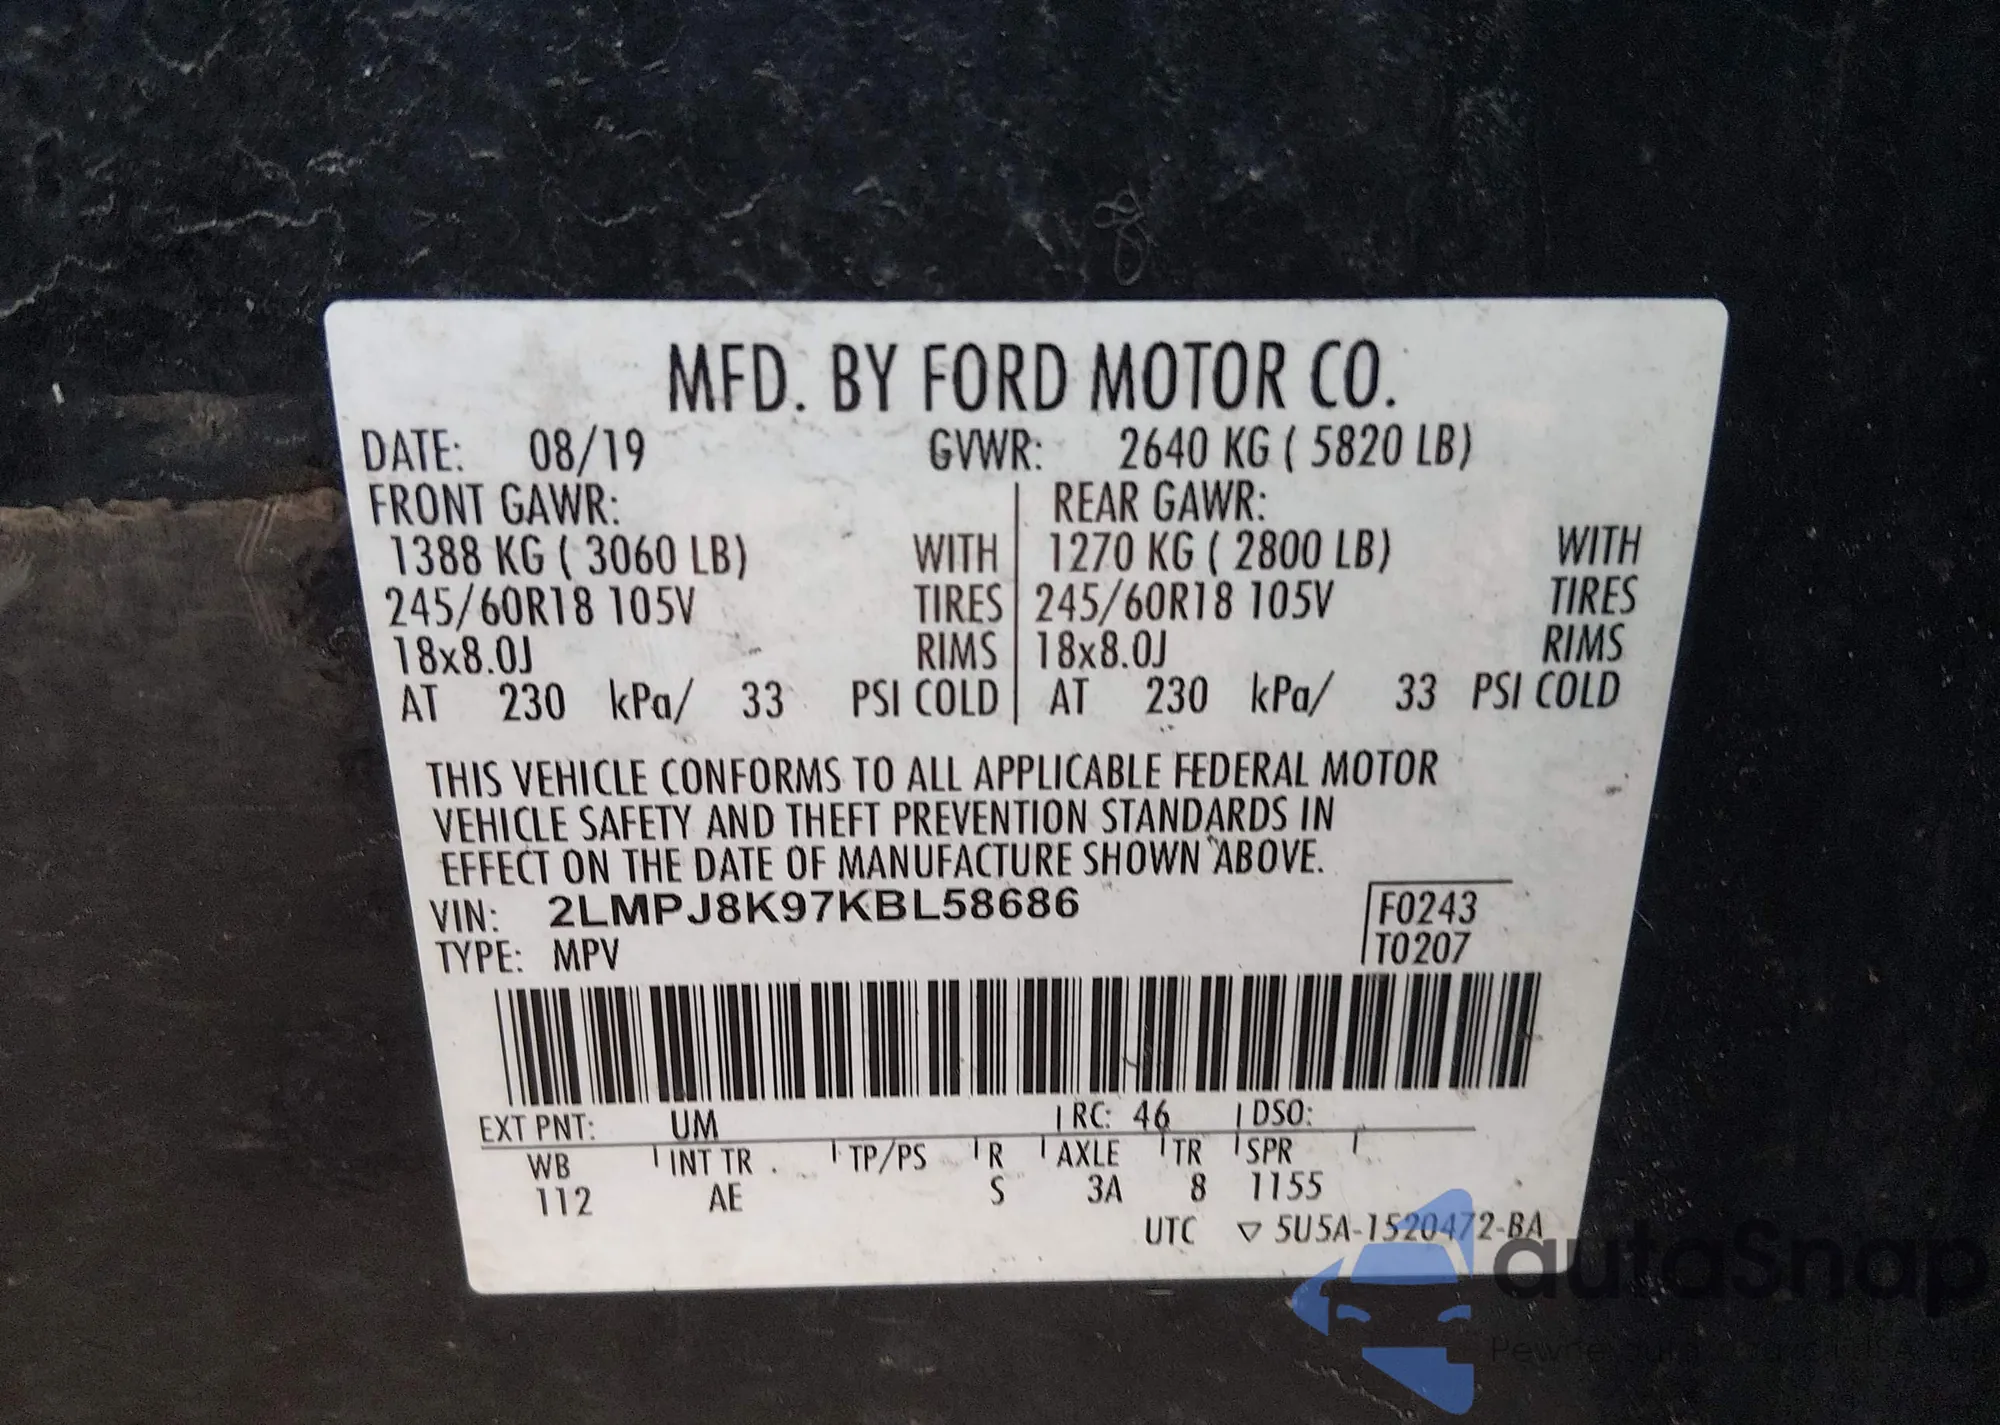 MFD. BY FORD MOTOR CO.
DATE: 08/19 GVWR: 2640 KG ( 5820 LB)
FRONT GAWR: REAR GAWR:
1388 KG ( 3060 LB) WITH 1270 KG ( 2800 LB) WITH
245/60R18 105V TIRES 245/60R18 105V TIRES
18x8.0J RIMS 18x8.0J RIMS
AT 230 kPa/ 33 PSI COLD AT 230 kPa/ 33 PSI COLD
THIS VEHICLE CONFORMS TO ALL APPLICABLE FEDERAL MOTOR
VEHICLE SAFETY AND THEFT PREVENTION STANDARDS IN
EFFECT ON THE DATE OF MANUFACTURE SHOWN ABOVE.
VIN: 2LMPJ8K97KBL58686 F0243
TYPE: MPV T0207
EXT PNT: UM RC: 46 DSO:
WB INT TR TP/PS R AXLE TR SPR
112 AE S 3A 8 1155
UTC ▽ 5U5A-1520472-BA
autoSnap